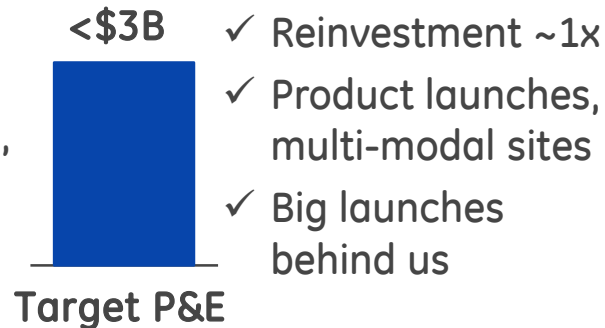 <$3B
✓ Reinvestment ~1x
✓ Product launches,
multi-modal sites
,
✓ Big launches
behind us
Target P&E